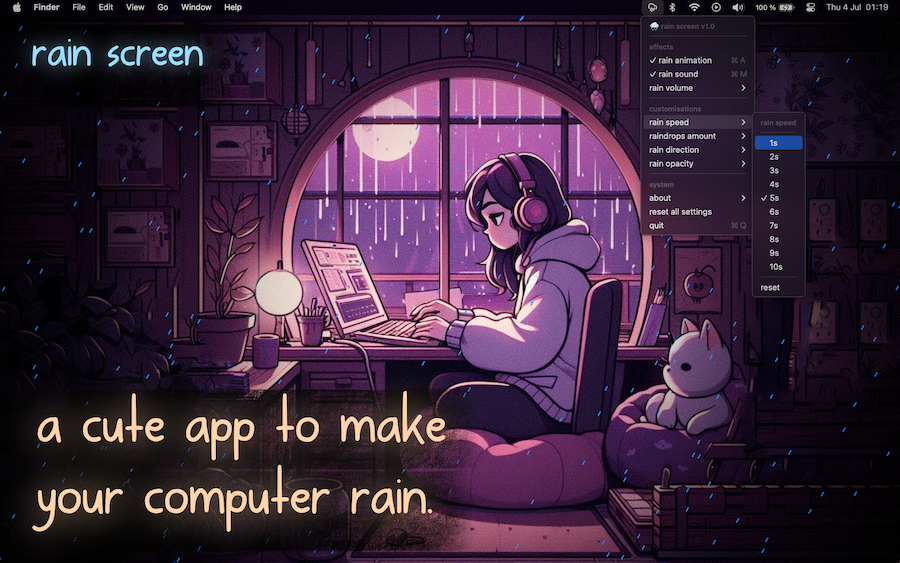 Finder File Edit View Go Window Help
100 %
Thu 4 Jul 01:19
rain screen
rain screen v1.0
effects
✓ rain animation ⌘ A
✓ rain sound ⌘ M
rain volume
customisations
rain speed
raindrops amount
rain direction
rain opacity
system
about
reset all settings
quit ⌘ Q
rain speed
1s
2s
3s
4s
✓ 5s
6s
7s
8s
9s
10s
reset
a cute app to make
your computer rain.